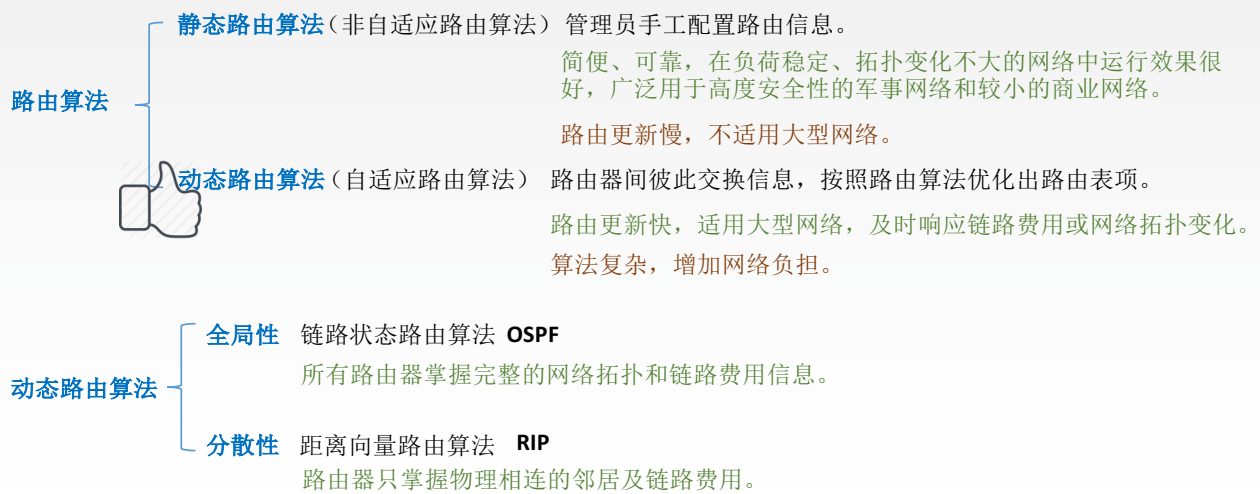 静态路由算法(非自适应路由算法) 管理员手工配置路由信息。
简便、可靠,在负荷稳定、拓扑变化不大的网络中运行效果很
好,广泛用于高度安全性的军事网络和较小的商业网络。
路由算法
路由更新慢,不适用大型网络。
动态路由算法(自适应路由算法) 路由器间彼此交换信息,按照路由算法优化出路由表项。
路由更新快,适用大型网络,及时响应链路费用或网络拓扑变化。
算法复杂,增加网络负担。
全局性 链路状态路由算法 OSPF
所有路由器掌握完整的网络拓扑和链路费用信息。
动态路由算法
分散性 距离向量路由算法 RIP
路由器只掌握物理相连的邻居及链路费用。